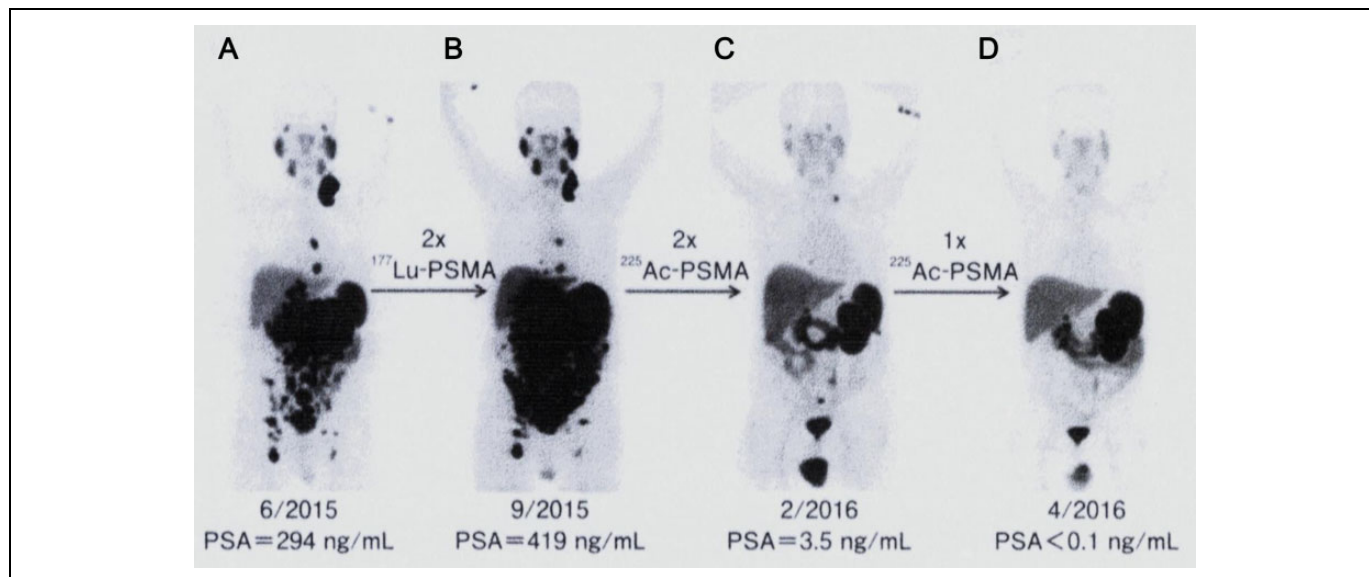 A B C D
2x
¹⁷⁷Lu-PSMA
2x
²²⁵Ac-PSMA
1x
²²⁵Ac-PSMA
6/2015
PSA=294 ng/mL
9/2015
PSA=419 ng/mL
2/2016
PSA=3.5 ng/mL
4/2016
PSA<0.1 ng/mL